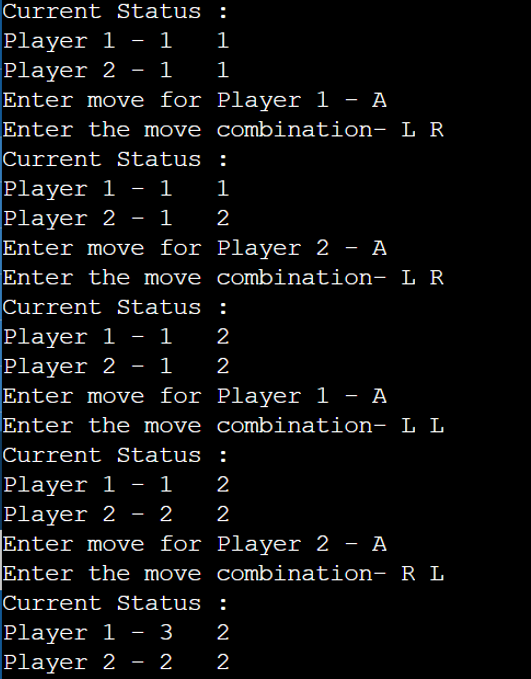 Current Status :
Player 1 - 1   1
Player 2 - 1   1
Enter move for Player 1 - A
Enter the move combination- L R
Current Status :
Player 1 - 1   1
Player 2 - 1   2
Enter move for Player 2 - A
Enter the move combination- L R
Current Status :
Player 1 - 1   2
Player 2 - 1   2
Enter move for Player 1 - A
Enter the move combination- L L
Current Status :
Player 1 - 1   2
Player 2 - 2   2
Enter move for Player 2 - A
Enter the move combination- R L
Current Status :
Player 1 - 3   2
Player 2 - 2   2